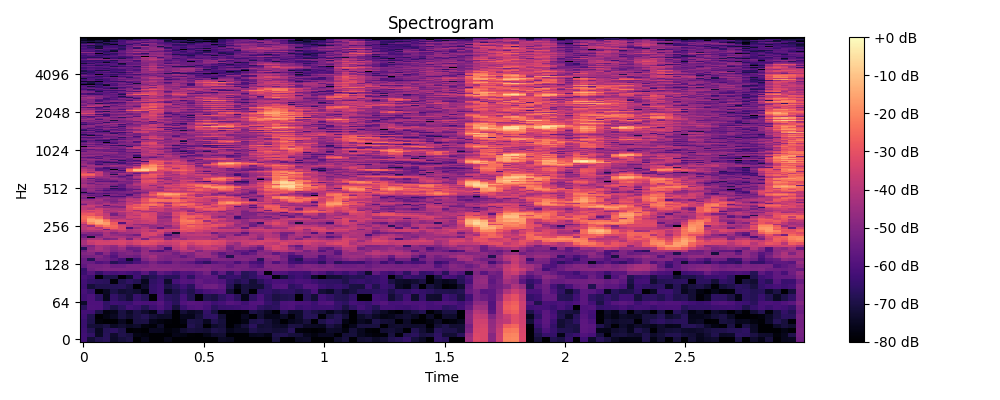 Spectrogram
Hz
4096
2048
1024
512
256
128
64
0
0
0.5
1
1.5
2
2.5
Time
+0 dB
-10 dB
-20 dB
-30 dB
-40 dB
-50 dB
-60 dB
-70 dB
-80 dB